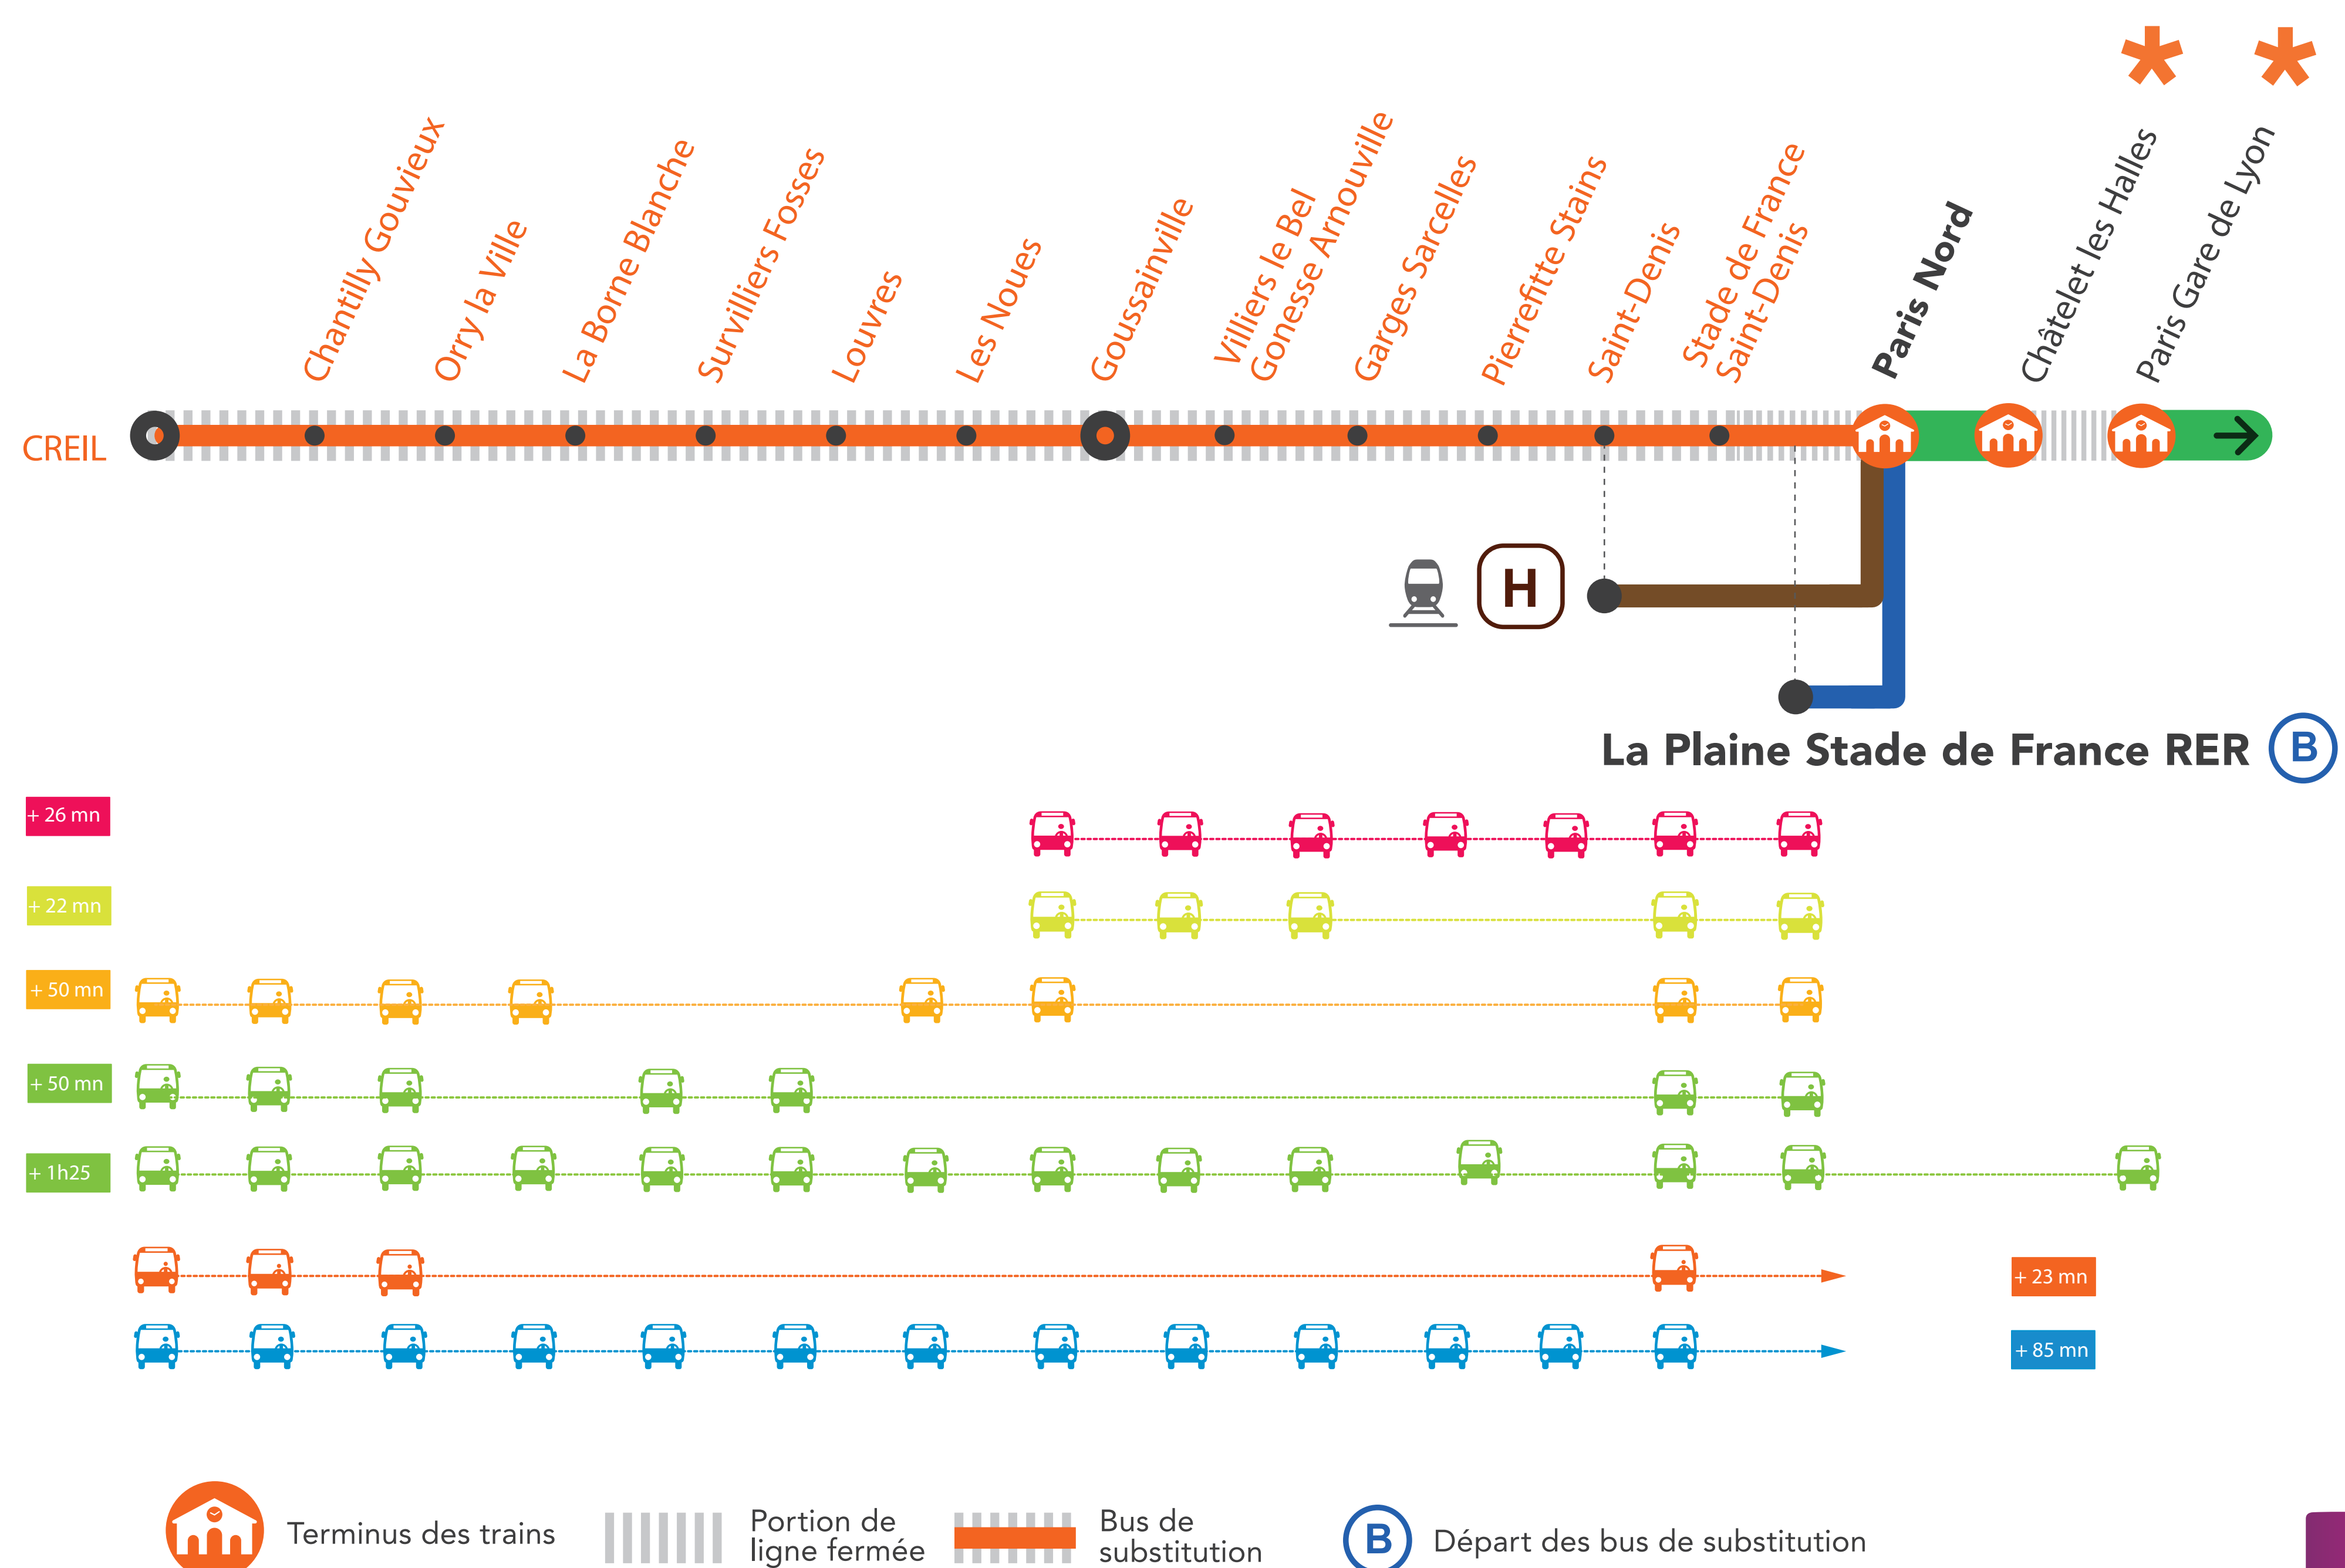 CREIL
Chantilly Gouvieux
Orry la Ville
La Borne Blanche
Survilliers Fosses
Louvres
Les Noues
Goussainville
Villiers le Bel
Gonesse Arnouville
Garges Sarcelles
Pierrefitte Stains
Saint-Denis
Stade de France
Saint-Denis
Paris Nord
Châtelet les Halles
*
Paris Gare de Lyon
*
H
La Plaine Stade de France RER B
+ 26 mn
+ 22 mn
+ 50 mn
+ 50 mn
+ 1h25
+ 23 mn
+ 85 mn
Terminus des trains
Portion de
ligne fermée
Bus de
substitution
B Départ des bus de substitution